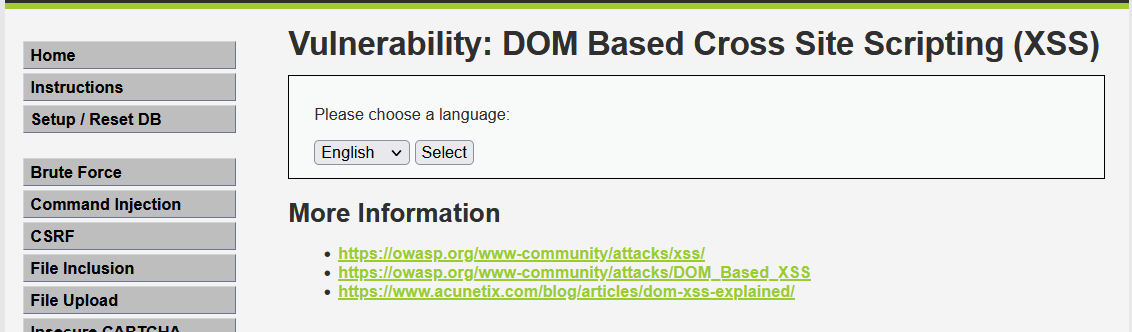 Vulnerability: DOM Based Cross Site Scripting (XSS)
Home
Instructions
Setup / Reset DB
Brute Force
Command Injection
CSRF
File Inclusion
File Upload
Insecure CAPTCHA
Please choose a language:
English Select
More Information
https://owasp.org/www-community/attacks/xss/
https://owasp.org/www-community/attacks/DOM_Based_XSS
https://www.acunetix.com/blog/articles/dom-xss-explained/